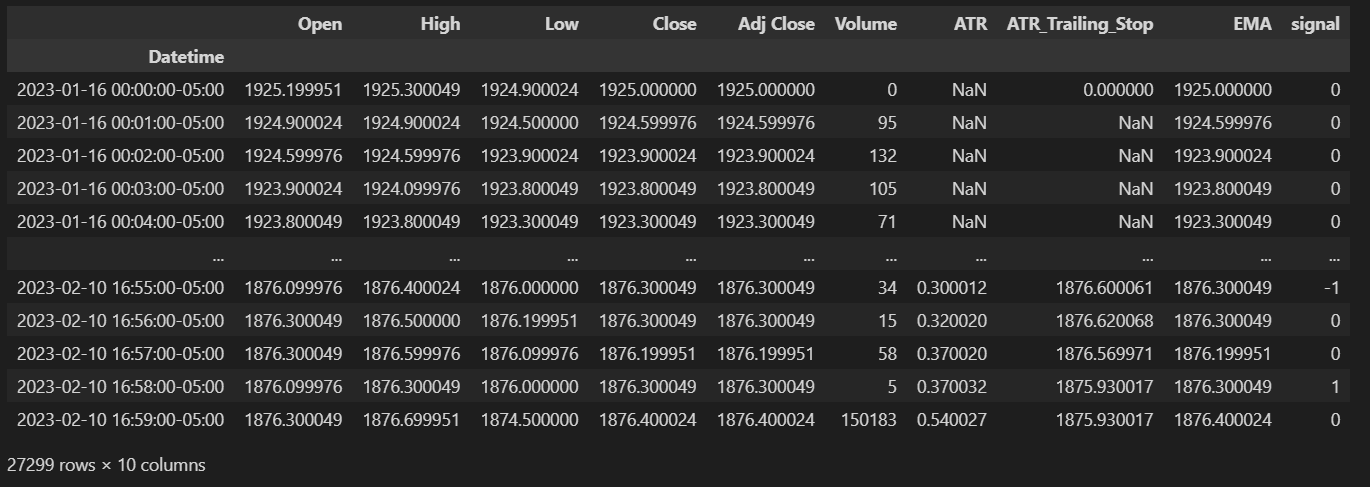 Open High Low Close Adj Close Volume ATR ATR_Trailing_Stop EMA signal
Datetime
2023-01-16 00:00:00-05:00 1925.199951 1925.300049 1924.900024 1925.000000 1925.000000 0 NaN 0.000000 1925.000000 0
2023-01-16 00:01:00-05:00 1924.900024 1924.900024 1924.500000 1924.599976 1924.599976 95 NaN NaN 1924.599976 0
2023-01-16 00:02:00-05:00 1924.599976 1924.599976 1923.900024 1923.900024 1923.900024 132 NaN NaN 1923.900024 0
2023-01-16 00:03:00-05:00 1923.900024 1924.099976 1923.800049 1923.800049 1923.800049 105 NaN NaN 1923.800049 0
2023-01-16 00:04:00-05:00 1923.800049 1923.800049 1923.300049 1923.300049 1923.300049 71 NaN NaN 1923.300049 0
... ... ... ... ... ... ... ... ... ... ...
2023-02-10 16:55:00-05:00 1876.099976 1876.400024 1876.000000 1876.300049 1876.300049 34 0.300012 1876.600061 1876.300049 -1
2023-02-10 16:56:00-05:00 1876.300049 1876.500000 1876.199951 1876.300049 1876.300049 15 0.320020 1876.620068 1876.300049 0
2023-02-10 16:57:00-05:00 1876.300049 1876.599976 1876.099976 1876.199951 1876.199951 58 0.370020 1876.569971 1876.199951 0
2023-02-10 16:58:00-05:00 1876.099976 1876.300049 1876.000000 1876.300049 1876.300049 5 0.370032 1875.930017 1876.300049 1
2023-02-10 16:59:00-05:00 1876.300049 1876.699951 1874.500000 1876.400024 1876.400024 150183 0.540027 1875.930017 1876.400024 0
27299 rows × 10 columns